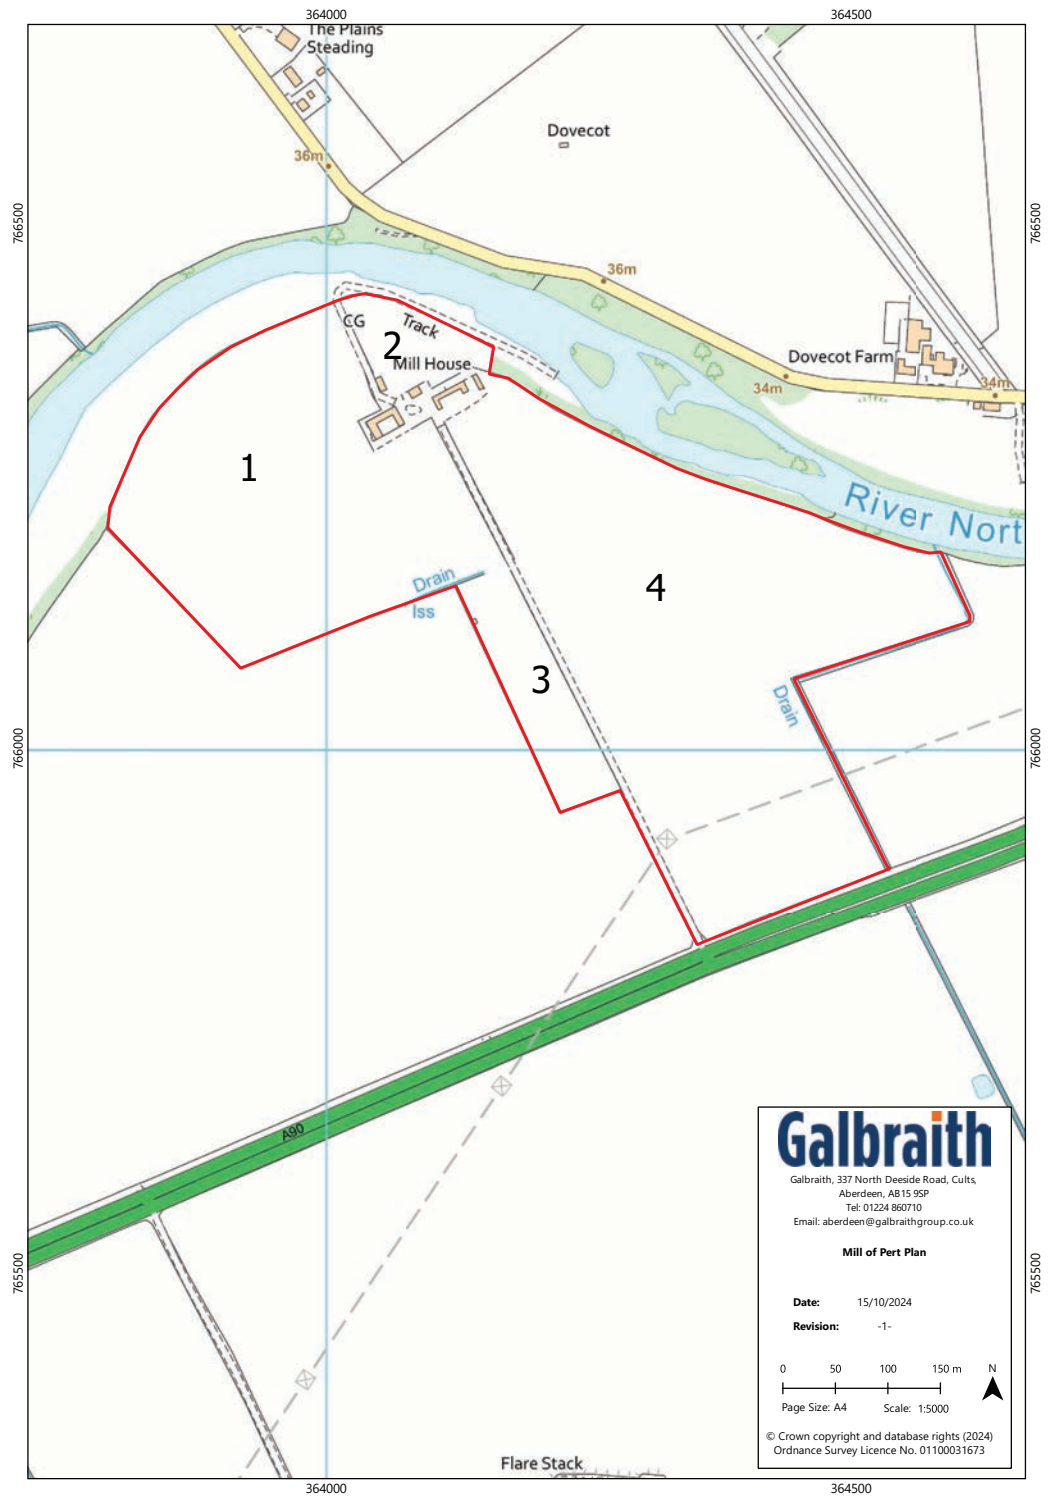 364000
364500
The Plains
Steading
Dovecot
36m
766500
766500
36m
CG
Track
2
Mill House
Dovecot Farm
34m
34m
1
River Nort
Drain
Iss
4
3
Drain
766000
766000
A90
Galbraith
Galbraith, 337 North Deeside Road, Cults,
Aberdeen, AB15 9SP
Tel: 01224 860710
Email: aberdeen@galbraithgroup.co.uk
Mill of Pert Plan
765500
765500
Date: 15/10/2024
Revision: -1-
0 50 100 150 m N
Page Size: A4 Scale: 1:5000
© Crown copyright and database rights (2024)
Ordnance Survey Licence No. 01100031673
Flare Stack
364000
364500